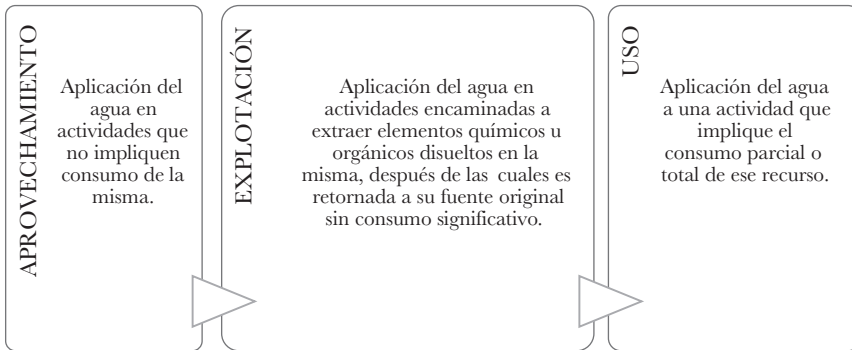 APROVECHAMIENTO
Aplicación del
agua en
actividades que
no impliquen
consumo de la
misma.
EXPLOTACIÓN
Aplicación del agua en
actividades encaminadas a
extraer elementos químicos u
orgánicos disueltos en la
misma, después de las cuales es
retornada a su fuente original
sin consumo significativo.
USO
Aplicación del agua
a una actividad que
implique el
consumo parcial o
total de ese recurso.